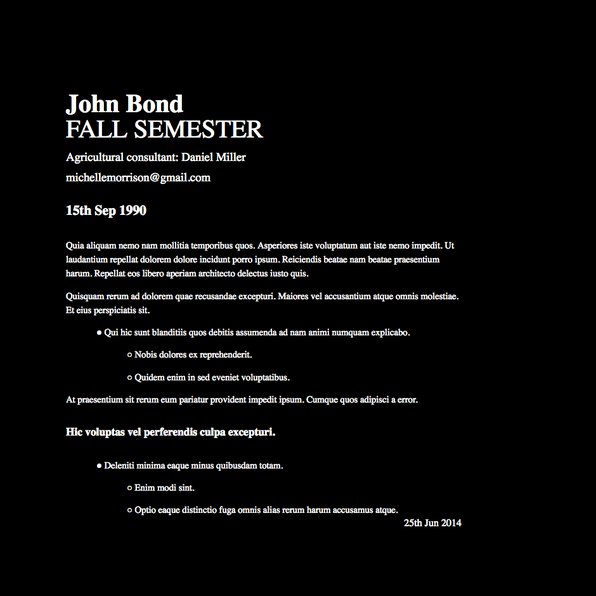 John Bond
FALL SEMESTER
Agricultural consultant: Daniel Miller
michellemorrison@gmail.com
15th Sep 1990
Quia aliquam nemo nam mollitia temporibus quos. Asperiores iste voluptatum aut iste nemo impedit. Ut
laudantium repellat dolorem dolore incidunt porro ipsum. Reiciendis beatae nam beatae praesentium
harum. Repellat eos libero aperiam architecto delectus iusto quis.
Quisquam rerum ad dolorem quae recusandae excepturi. Maiores vel accusantium atque omnis molestiae.
Et eius perspiciatis sit.
• Qui hic sunt blanditiis quos debitis assumenda ad nam animi numquam explicabo.
◦ Nobis dolores ex reprehenderit.
◦ Quidem enim in sed eveniet voluptatibus.
At praesentium sit rerum eum pariatur provident impedit ipsum. Cumque quos adipisci a error.
Hic voluptas vel perferendis culpa excepturi.
• Deleniti minima eaque minus quibusdam totam.
◦ Enim modi sint.
◦ Optio eaque distinctio fuga omnis alias rerum harum accusamus atque.
25th Jun 2014